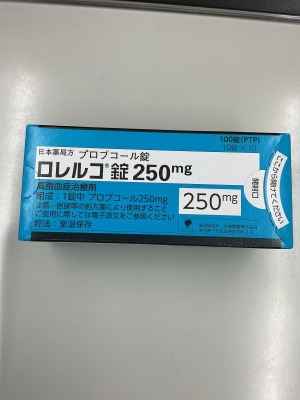 100錠(PTP)
10錠×10
日本薬局方 プロブコール錠
ロレルコ®錠250mg
高脂血症治療剤
組成：1錠中 プロブコール250mg
注意−医師等の処方箋により使用すること
ご使用に際しては電子添文をご参照ください
貯法：室温保存
250mg
開封口
ここから開けてください